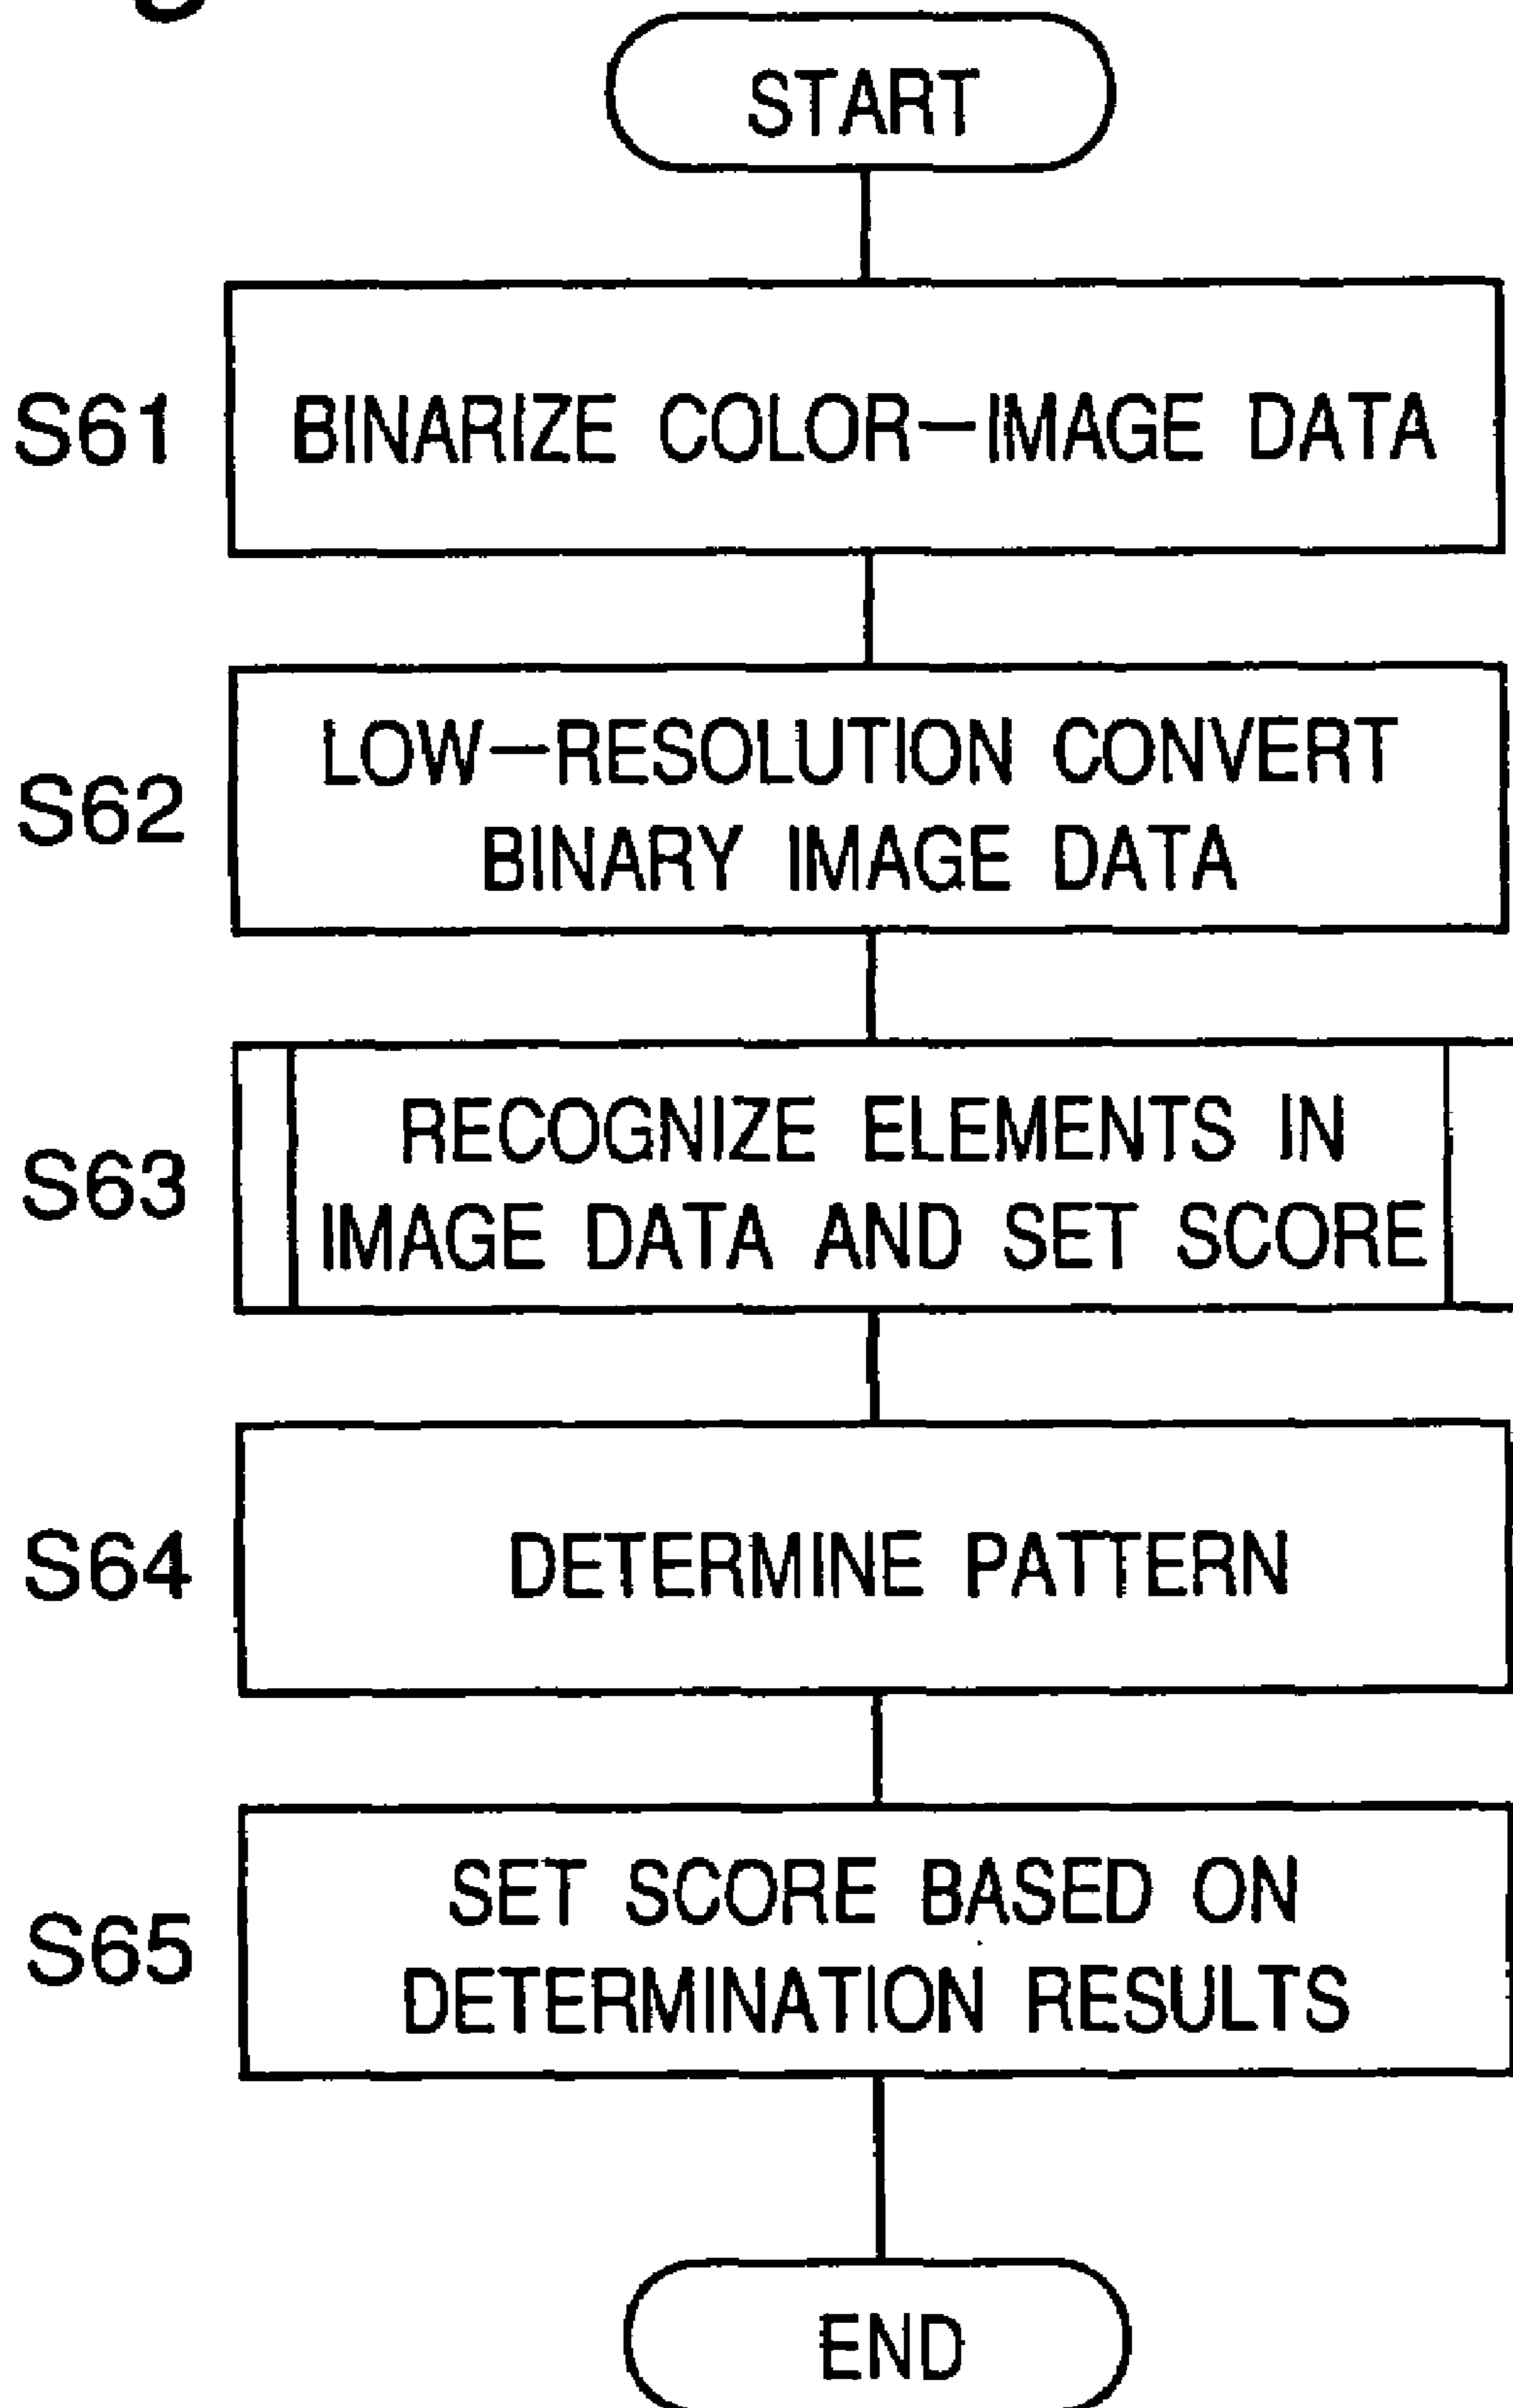 START
S61 BINARIZE COLOR-IMAGE DATA
S62 LOW-RESOLUTION CONVERT
BINARY IMAGE DATA
S63 RECOGNIZE ELEMENTS IN
IMAGE DATA AND SET SCORE
S64 DETERMINE PATTERN
S65 SET SCORE BASED ON
DETERMINATION RESULTS
END